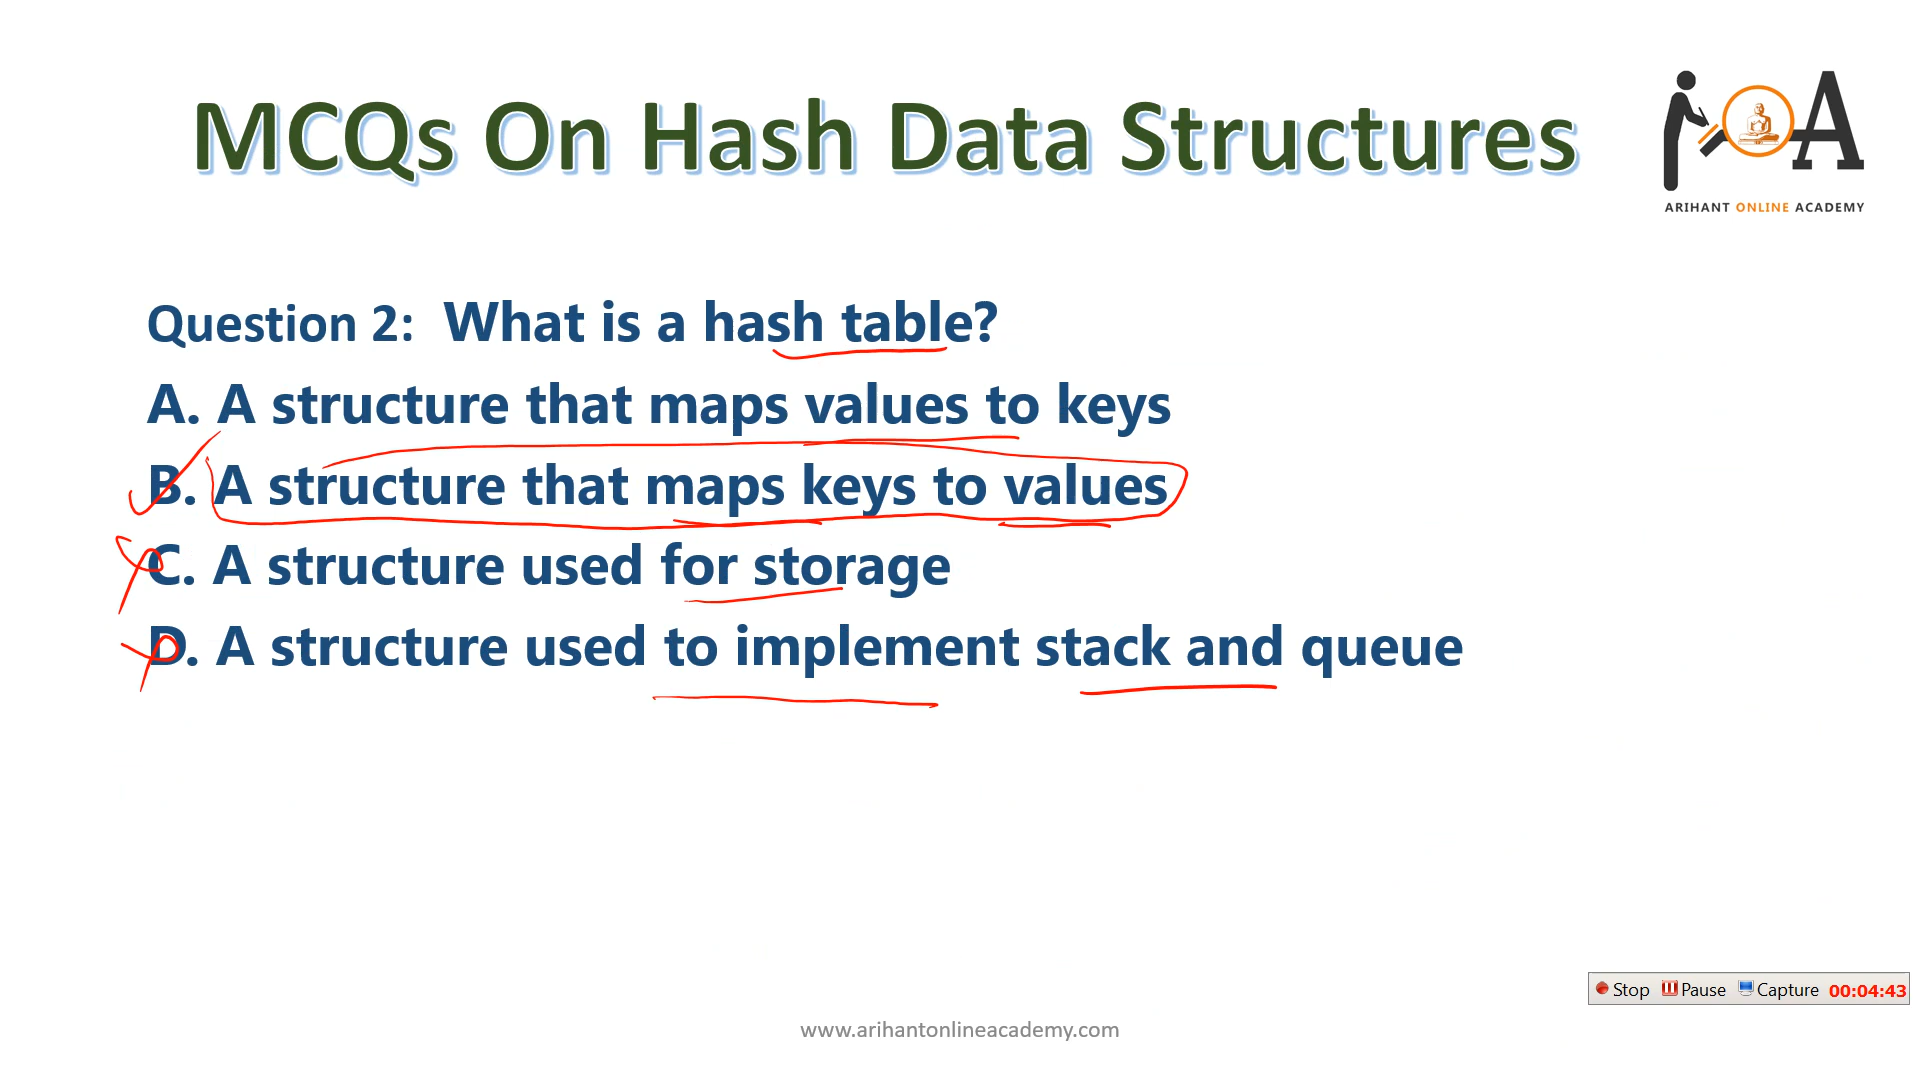 MCQs On Hash Data Structures
A
ARIHANT ONLINE ACADEMY
Question 2: What is a hash table?
A. A structure that maps values to keys
B. A structure that maps keys to values
C. A structure used for storage
D. A structure used to implement stack and queue
Stop Pause Capture 00:04:43
www.arihantonlineacademy.com